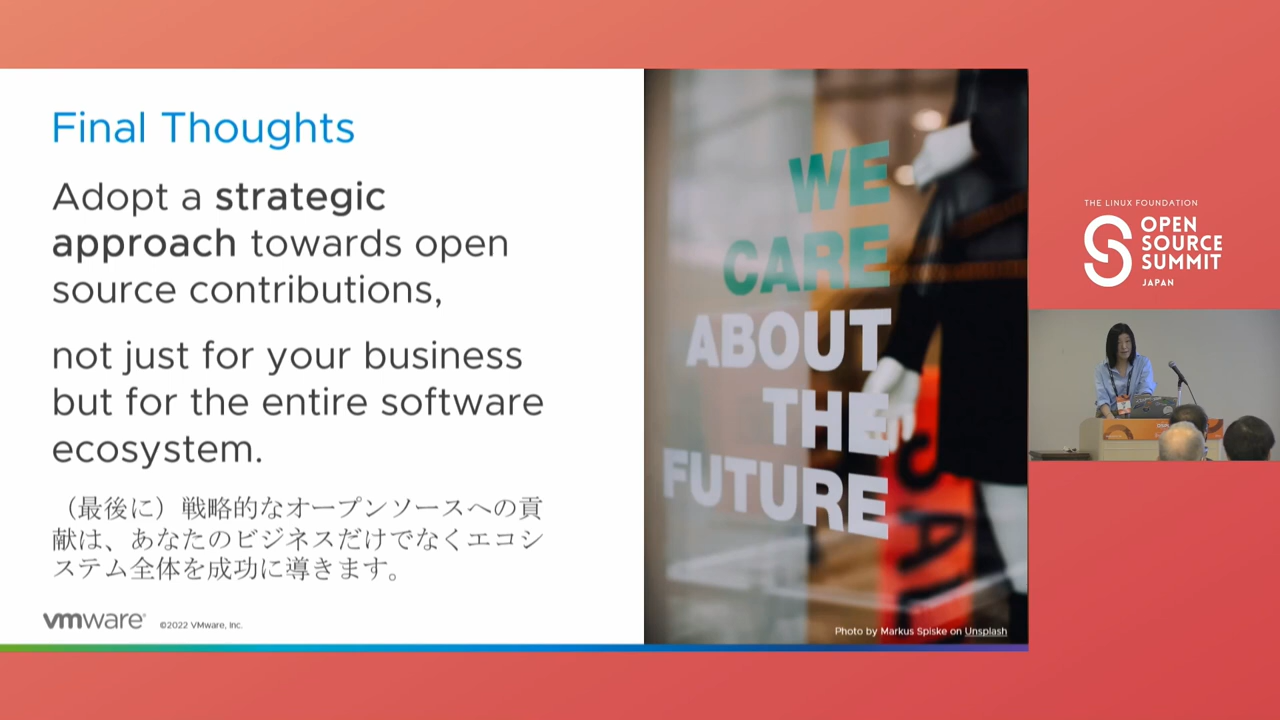 Final Thoughts
Adopt a strategic
approach towards open
source contributions,
not just for your business
but for the entire software
ecosystem.
（最後に）戦略的なオープンソースへの貢
献は、あなたのビジネスだけでなくエコシ
ステム全体を成功に導きます。
vmware®
©2022 VMware, Inc.
WE
CARE
ABOUT
THE
FUTURE
SALE
Photo by Markus Spiske on Unsplash
THE LINUX FOUNDATION
OPEN
SOURCE
SUMMIT
JAPAN